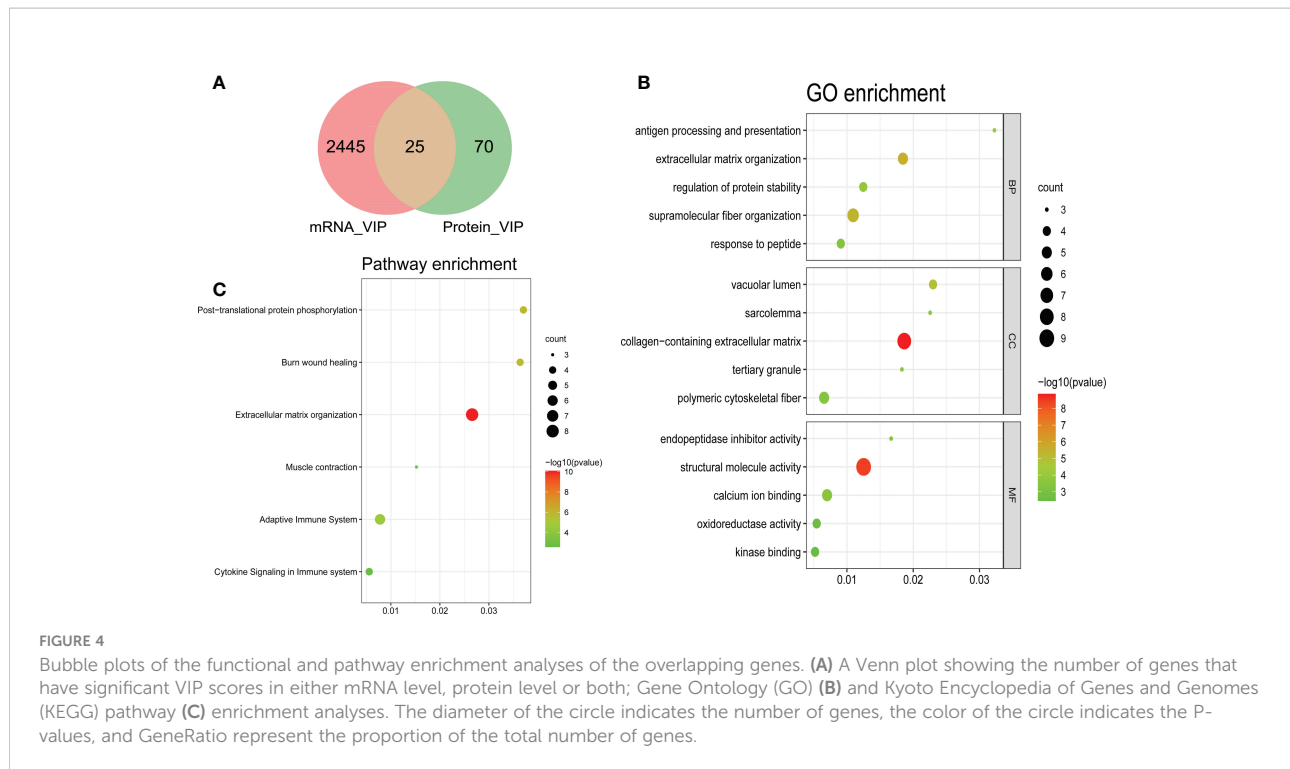 A
2445
25
70
mRNA_VIP
Protein_VIP
B
GO enrichment
antigen processing and presentation
extracellular matrix organization
regulation of protein stability
supramolecular fiber organization
response to peptide
BP
vacuolar lumen
sarcolemma
collagen-containing extracellular matrix
tertiary granule
polymeric cytoskeletal fiber
CC
endopeptidase inhibitor activity
structural molecule activity
calcium ion binding
oxidoreductase activity
kinase binding
MF
0.01
0.02
0.03
count
3
4
5
6
7
8
9
−log10(pvalue)
8
7
6
5
4
3
C
Pathway enrichment
Post−translational protein phosphorylation
Burn wound healing
Extracellular matrix organization
Muscle contraction
Adaptive Immune System
Cytokine Signaling in Immune system
0.01
0.02
0.03
count
3
4
5
6
7
8
−log10(pvalue)
10
8
6
4
FIGURE 4
Bubble plots of the functional and pathway enrichment analyses of the overlapping genes. (A) A Venn plot showing the number of genes that
have significant VIP scores in either mRNA level, protein level or both; Gene Ontology (GO) (B) and Kyoto Encyclopedia of Genes and Genomes
(KEGG) pathway (C) enrichment analyses. The diameter of the circle indicates the number of genes, the color of the circle indicates the P-
values, and GeneRatio represent the proportion of the total number of genes.